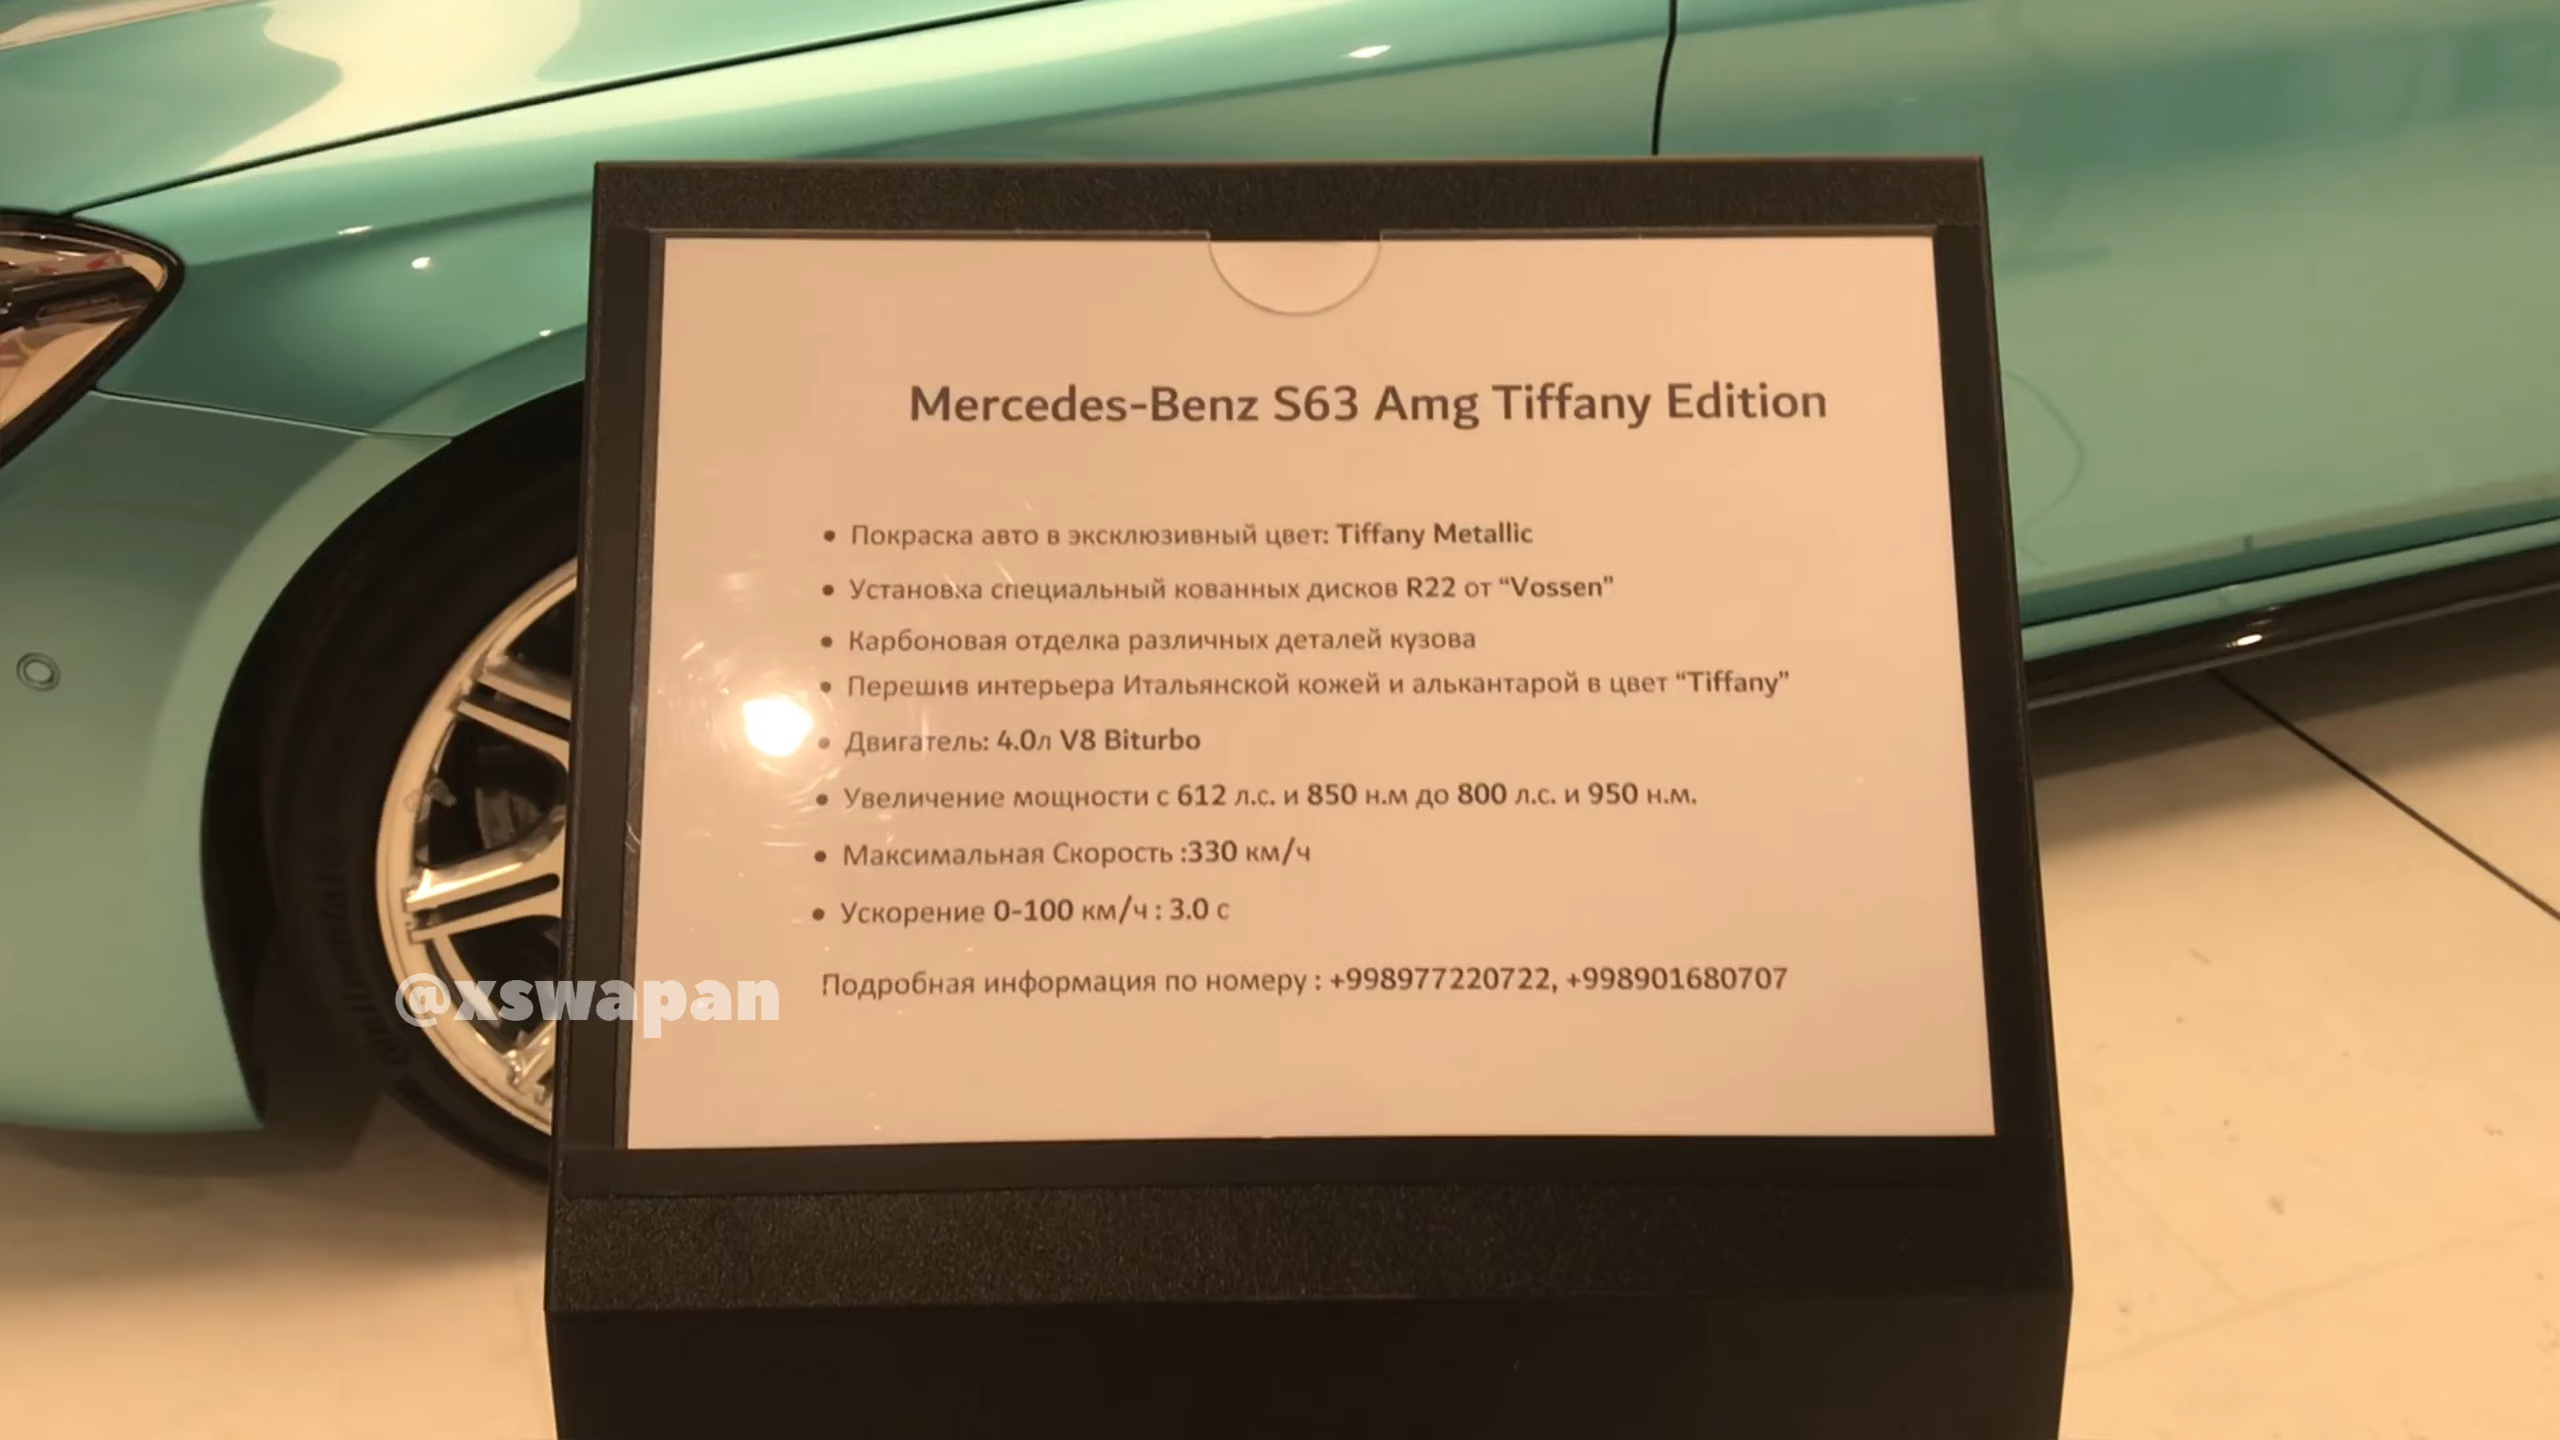 Mercedes-Benz S63 Amg Tiffany Edition
• Покраска авто в эксклюзивный цвет: Tiffany Metallic
• Установка специальный кованных дисков R22 от “Vossen”
• Карбоновая отделка различных деталей кузова
• Перешив интерьера Итальянской кожей и алькантарой в цвет “Tiffany”
• Двигатель: 4.0л V8 Biturbo
• Увеличение мощности с 612 л.с. и 850 н.м до 800 л.с. и 950 н.м.
• Максимальная Скорость :330 км/ч
• Ускорение 0-100 км/ч : 3.0 с
Подробная информация по номеру : +998977220722, +998901680707
@xswapan
Continental